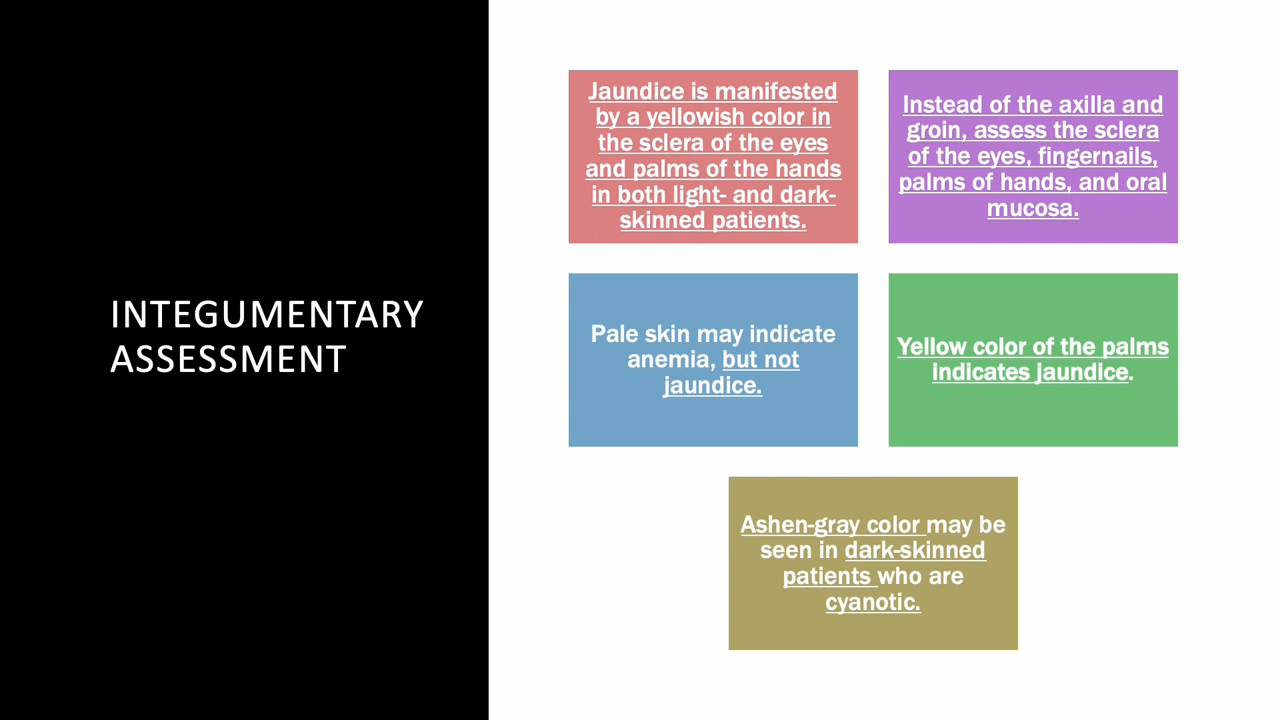 INTEGUMENTARY
ASSESSMENT
Jaundice is manifested
by a yellowish color in
the sclera of the eyes
and palms of the hands
in both light- and dark-
skinned patients.
Instead of the axilla and
groin, assess the sclera
of the eyes, fingernails,
palms of hands, and oral
mucosa.
Pale skin may indicate
anemia, but not
jaundice.
Yellow color of the palms
indicates jaundice.
Ashen-gray color may be
seen in dark-skinned
patients who are
cyanotic.